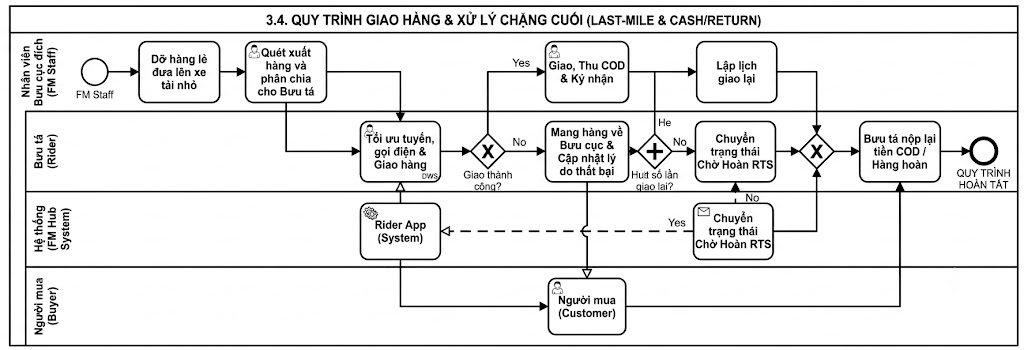 3.4. QUY TRÌNH GIAO HÀNG & XỬ LÝ CHẶNG CUỐI (LAST-MILE & CASH/RETURN)
Nhân viên
Bưu cục đích
(FM Staff)
FM Staff
Dỡ hàng lẻ
đưa lên xe
tải nhỏ
Quét xuất
hàng và
phân chia
cho Bưu tá
Yes
Giao, Thu COD
& Ký nhận
Lập lịch
giao lại
Bưu tá
(Rider)
Tối ưu tuyến,
gọi điện &
Giao hàng
DWS
X
Giao thành
công?
No
Mang hàng về
Bưu cục &
Cập nhật lý
do thất bại
He
Hưt số lần
giao lại?
No
Chuyển
trạng thái
Chờ Hoàn RTS
X
Bưu tá nộp lại
tiền COD /
Hàng hoàn
QUY TRÌNH
HOÀN TẤT
Hệ thống
(FM Hub
System)
Rider App
(System)
Yes
No
Chuyển
trạng thái
Chờ Hoàn RTS
Người mua
(Buyer)
Người mua
(Customer)